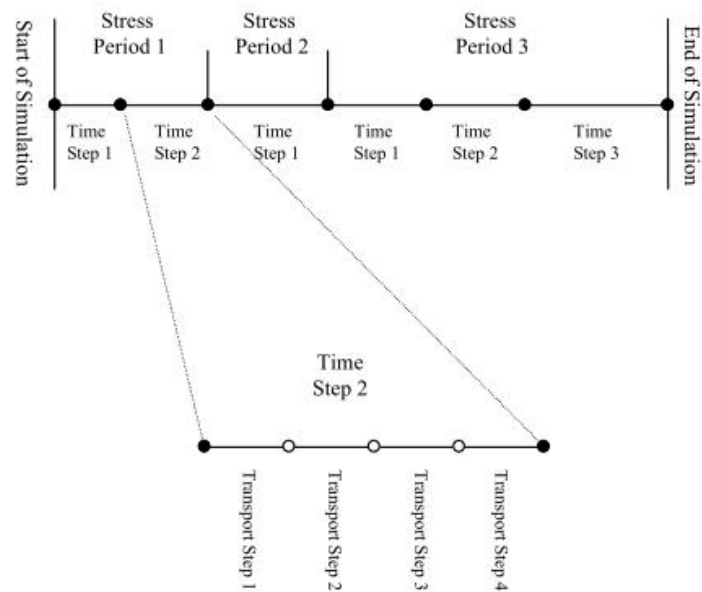 Start of Simulation
Stress
Period 1
Stress
Period 2
Stress
Period 3
End of Simulation
Time
Step 1
Time
Step 2
Time
Step 1
Time
Step 1
Time
Step 2
Time
Step 3
Time
Step 2
Transport Step 1
Transport Step 2
Transport Step 3
Transport Step 4